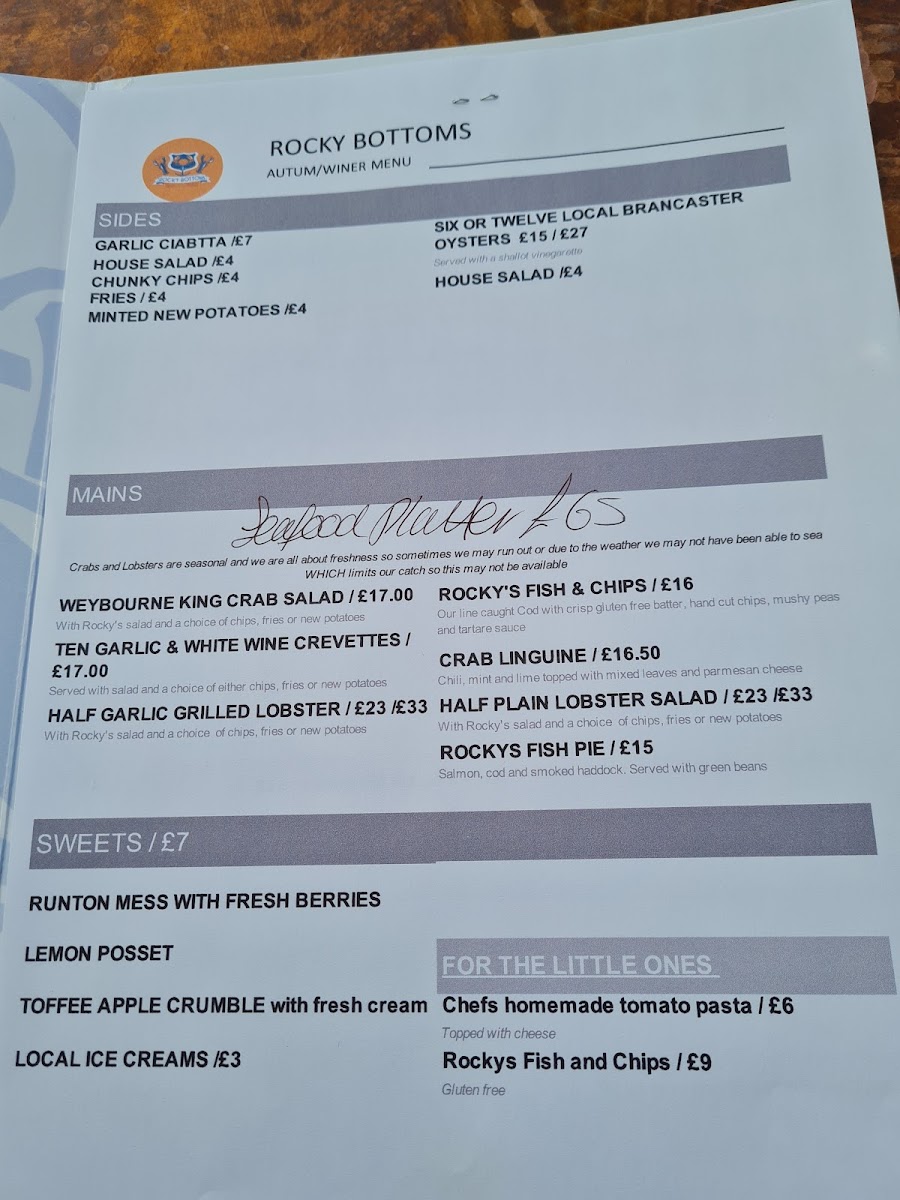 ROCKY BOTTOMS
ROCKY BOTTOMS
AUTUM/WINER MENU
SIDES
GARLIC CIABTTA /£7
HOUSE SALAD /£4
CHUNKY CHIPS /£4
FRIES / £4
MINTED NEW POTATOES /£4
SIX OR TWELVE LOCAL BRANCASTER
OYSTERS £15 / £27
Served with a shallot vinegarette
HOUSE SALAD /£4
MAINS
Seafood Platter £65
Crabs and Lobsters are seasonal and we are all about freshness so sometimes we may run out or due to the weather we may not have been able to sea
WHICH limits our catch so this may not be available
WEYBOURNE KING CRAB SALAD / £17.00
With Rocky's salad and a choice of chips, fries or new potatoes
TEN GARLIC & WHITE WINE CREVETTES /
£17.00
Served with salad and a choice of either chips, fries or new potatoes
HALF GARLIC GRILLED LOBSTER / £23 /£33
With Rocky's salad and a choice of chips, fries or new potatoes
ROCKY'S FISH & CHIPS / £16
Our line caught Cod with crisp gluten free batter, hand cut chips, mushy peas
and tartare sauce
CRAB LINGUINE / £16.50
Chili, mint and lime topped with mixed leaves and parmesan cheese
HALF PLAIN LOBSTER SALAD / £23 /£33
With Rocky's salad and a choice of chips, fries or new potatoes
ROCKYS FISH PIE / £15
Salmon, cod and smoked haddock. Served with green beans
SWEETS / £7
RUNTON MESS WITH FRESH BERRIES
LEMON POSSET
TOFFEE APPLE CRUMBLE with fresh cream
LOCAL ICE CREAMS /£3
FOR THE LITTLE ONES
Chefs homemade tomato pasta / £6
Topped with cheese
Rockys Fish and Chips / £9
Gluten free